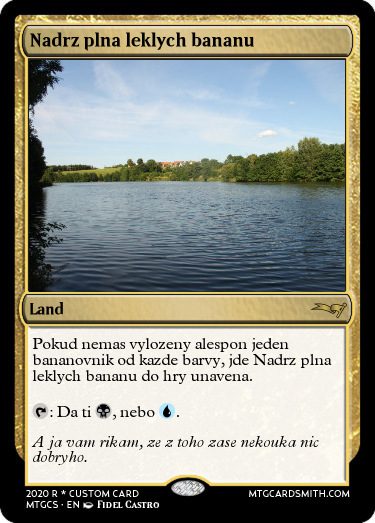 Nadrz plna leklych bananu
Land
Pokud nemas vylozeny alespon jeden
bananovnik od kazde barvy, jde Nadrz plna
leklych bananu do hry unavena.
: Da ti , nebo .
A ja vam rikam, ze z toho zase nekouka nic
dobryho.
2020 R * CUSTOM CARD
MTGCS · EN Fidel Castro
MTGCARDSMITH.COM